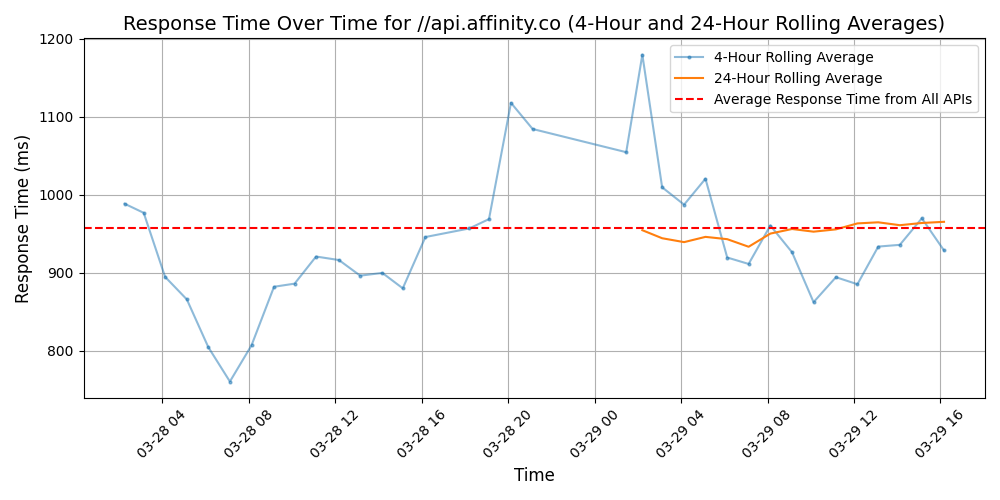 Response Time Over Time for //api.affinity.co (4-Hour and 24-Hour Rolling Averages)
1200
1100
1000
900
800
Response Time (ms)
4-Hour Rolling Average
24-Hour Rolling Average
Average Response Time from All APIs
03-28 04
03-28 08
03-28 12
03-28 16
03-28 20
03-29 00
03-29 04
03-29 08
03-29 12
03-29 16
Time